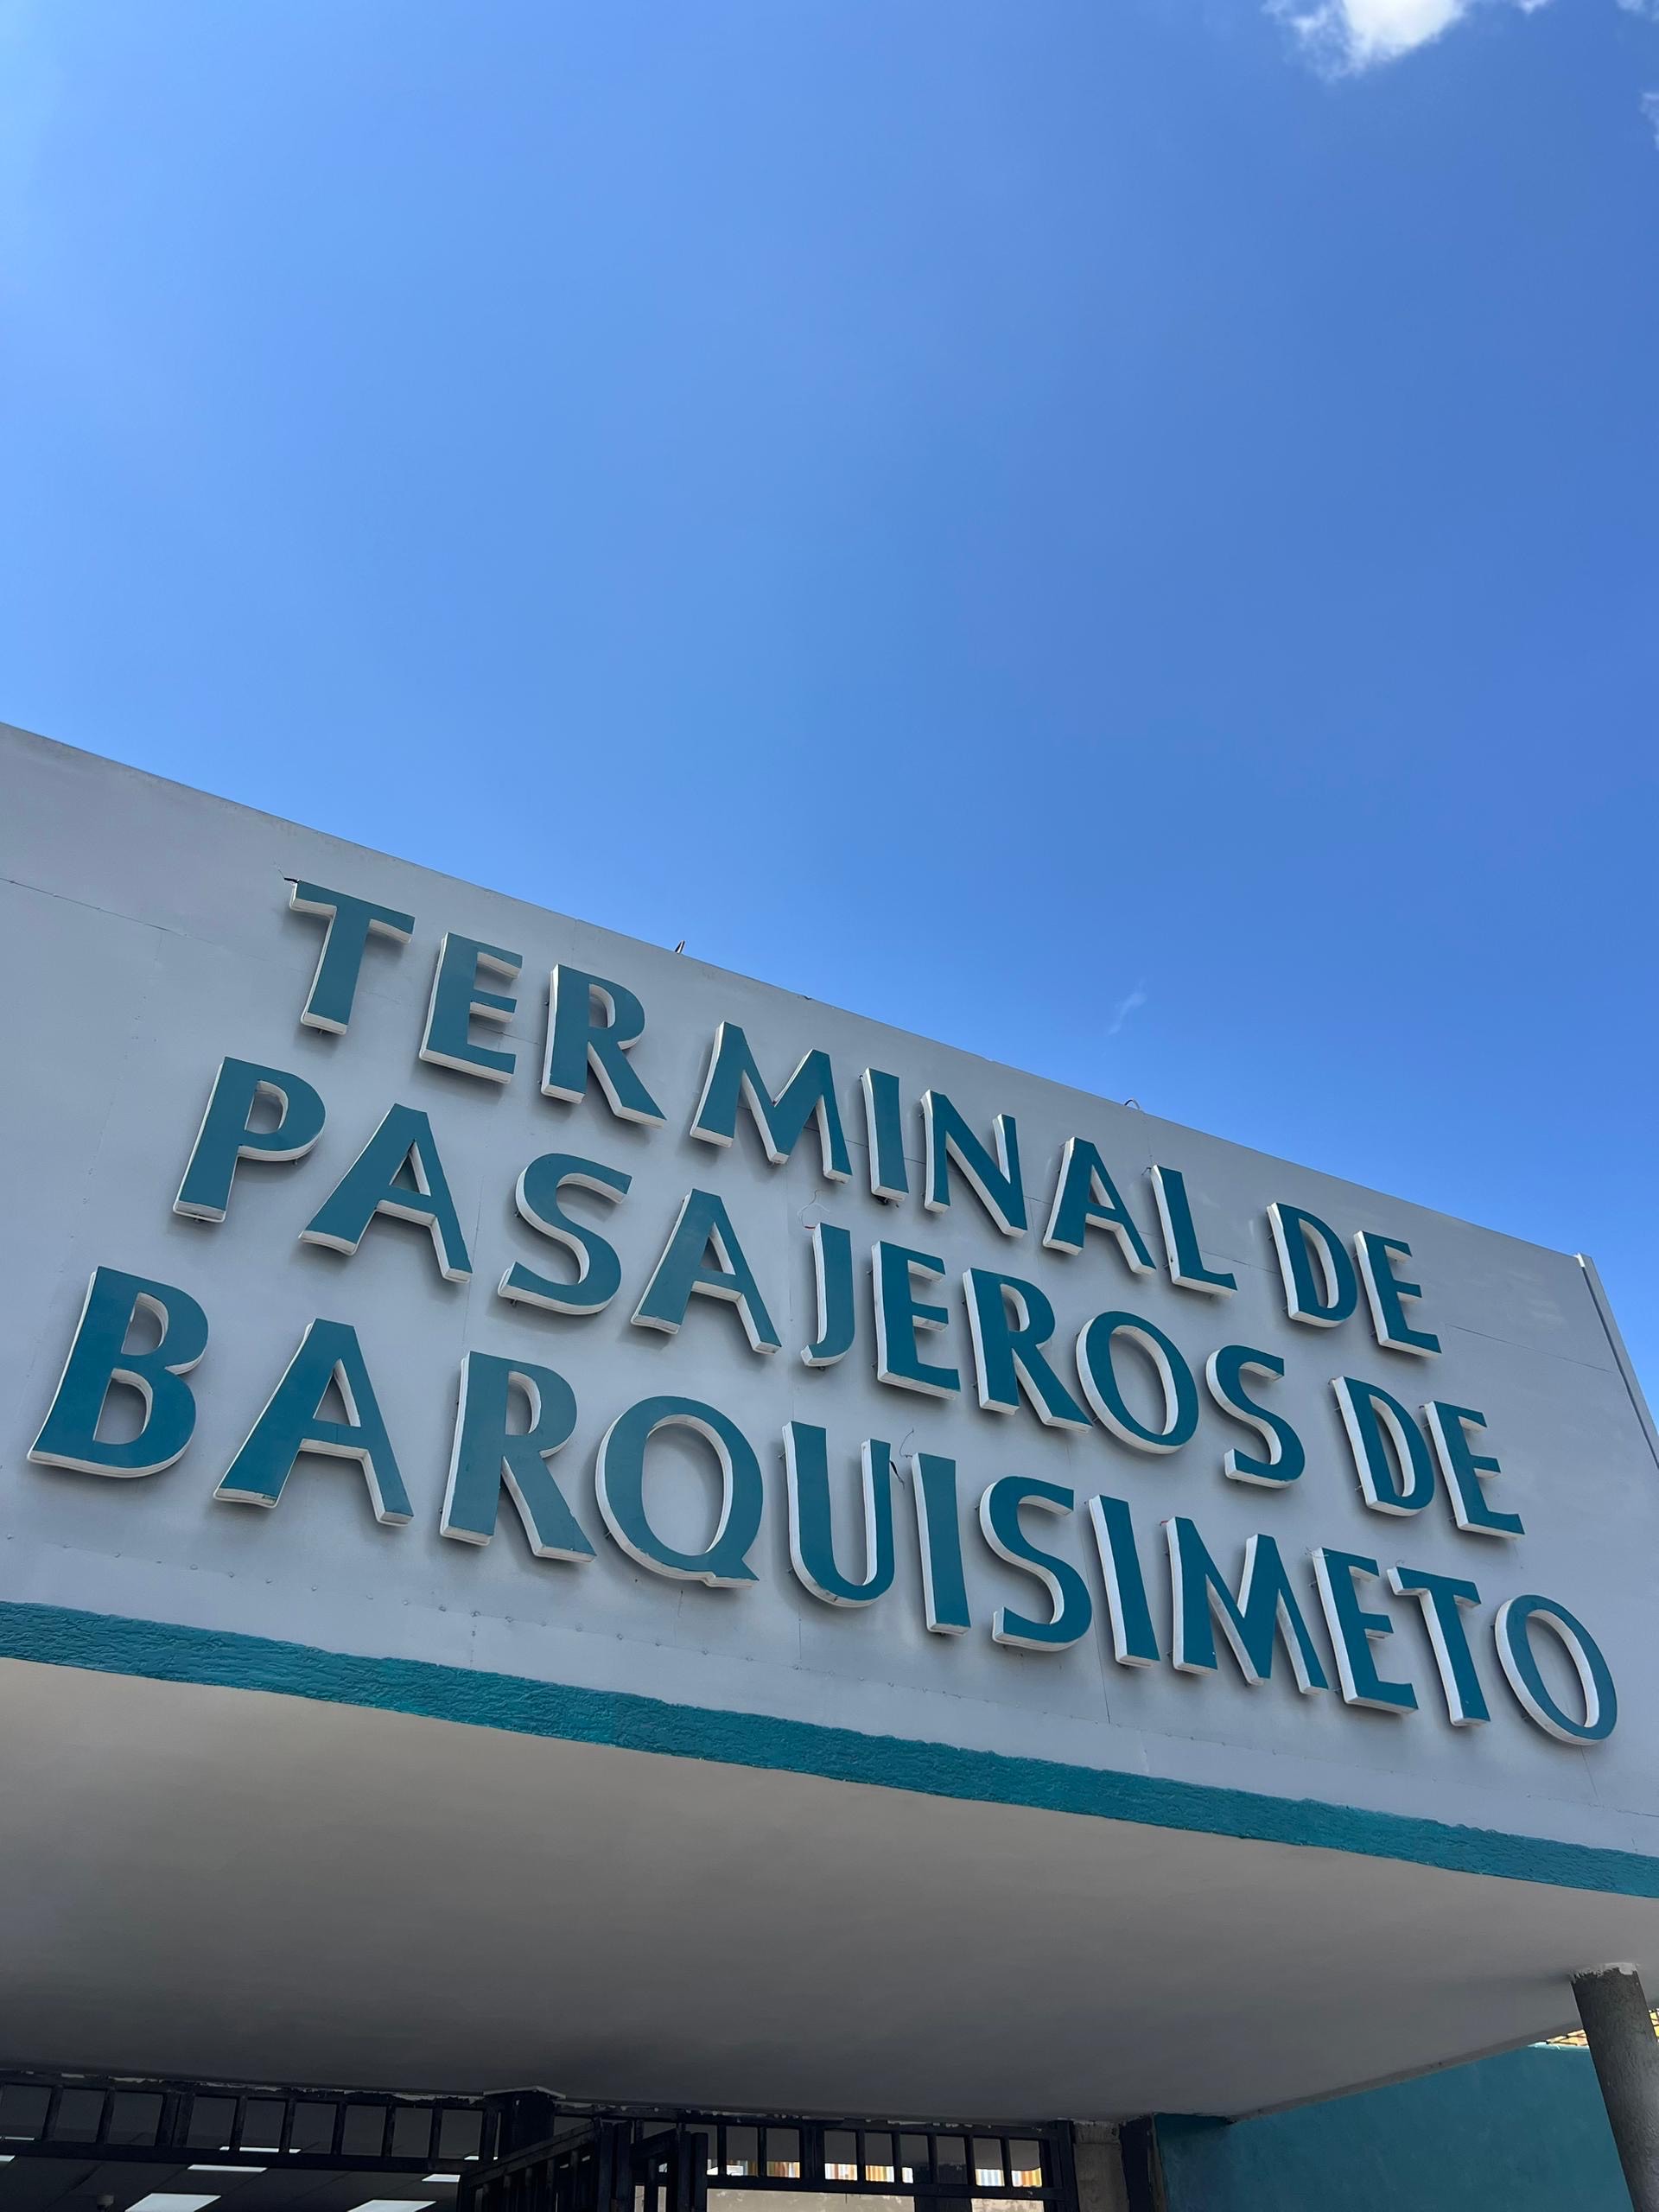 TERMINAL DE
PASAJEROS DE
BARQUISIMETO